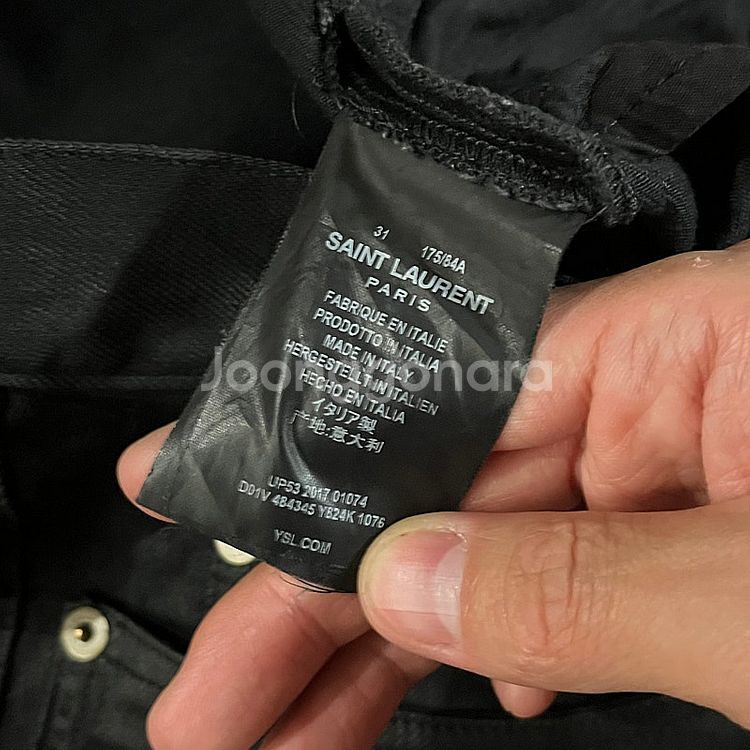 31 175/84A
SAINT LAURENT
PARIS
FABRIQUE EN ITALIE
PRODOTTO IN ITALIA
MADE IN ITALY
HERGESTELLT IN ITALIEN
HECHO EN ITALIA
イタリア製
产地:意大利
Joonggonara
UP53 2017 01074
D01V 484345 YB24K 1076
YSL.COM